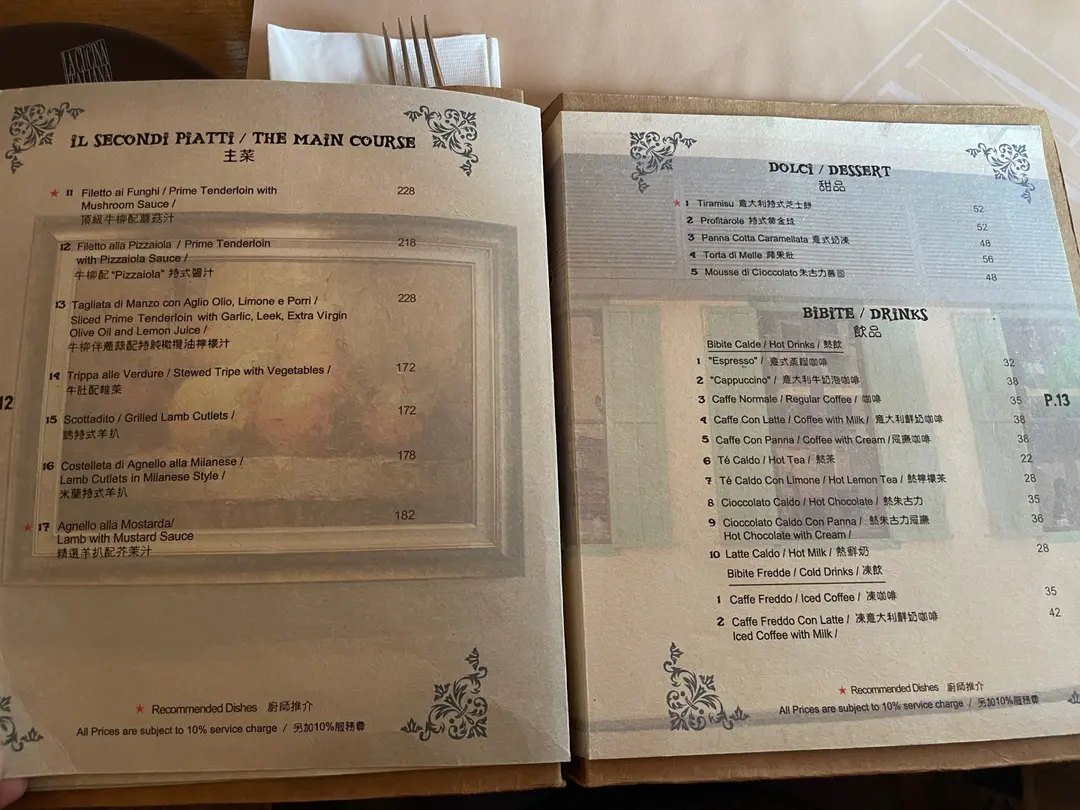 iL SECONDi PiATTi / THE MAiN COURSE
主菜
★ 11 Filetto ai Funghi / Prime Tenderloin with 228
Mushroom Sauce /
頂級牛柳配蘑菇汁
12 Filetto alla Pizzaiola / Prime Tenderloin 218
with Pizzaiola Sauce /
牛柳配 "Pizzaiola" 特式醬汁
13 Tagliata di Manzo con Aglio Olio, Limone e Porri / 228
Sliced Prime Tenderloin with Garlic, Leek, Extra Virgin
Olive Oil and Lemon Juice /
牛柳伴蔥蒜配特純橄欖油檸檬汁
14 Trippa alle Verdure / Stewed Tripe with Vegetables / 172
牛肚配雜菜
15 Scottadito / Grilled Lamb Cutlets / 172
特式羊扒
16 Costelleta di Agnello alla Milanese / 178
Lamb Cutlets in Milanese Style /
米蘭特式羊扒
★ 17 Agnello alla Mostarda/ 182
Lamb with Mustard Sauce
精選羊扒配芥茉汁
★ Recommended Dishes 廚師推介
All Prices are subject to 10% service charge / 另加10%服務費
12
DOLCi / DESSERT
甜品
★ 1 Tiramisu 意大利特式芝士餅 52
2 Profitarole 特式黃金球 52
3 Panna Cotta Caramellata 意式奶凍 48
4 Torta di Melle 蘋果批 56
5 Mousse di Cioccolato 朱古力慕絲 48
BiBiTE / DRiNKS
飲品
Bibite Calde / Hot Drinks / 熱飲
1 "Espresso" / 意式蒸餾咖啡 32
2 "Cappuccino" / 意大利牛奶泡咖啡 38
3 Caffe Normale / Regular Coffee / 咖啡 35
4 Caffe Con Latte / Coffee with Milk / 意大利鮮奶咖啡 38
5 Caffe Con Panna / Coffee with Cream / 忌廉咖啡 38
6 Té Caldo / Hot Tea / 熱茶 22
7 Té Caldo Con Limone / Hot Lemon Tea / 熱檸檬茶 28
8 Cioccolato Caldo / Hot Chocolate / 熱朱古力 35
9 Cioccolato Caldo Con Panna / 熱朱古力忌廉 36
Hot Chocolate with Cream /
10 Latte Caldo / Hot Milk / 熱鮮奶 28
Bibite Fredde / Cold Drinks / 凍飲
1 Caffe Freddo / Iced Coffee / 凍咖啡 35
2 Caffe Freddo Con Latte / 凍意大利鮮奶咖啡 42
Iced Coffee with Milk /
P.13
★ Recommended Dishes 廚師推介
All Prices are subject to 10% service charge / 另加10%服務費